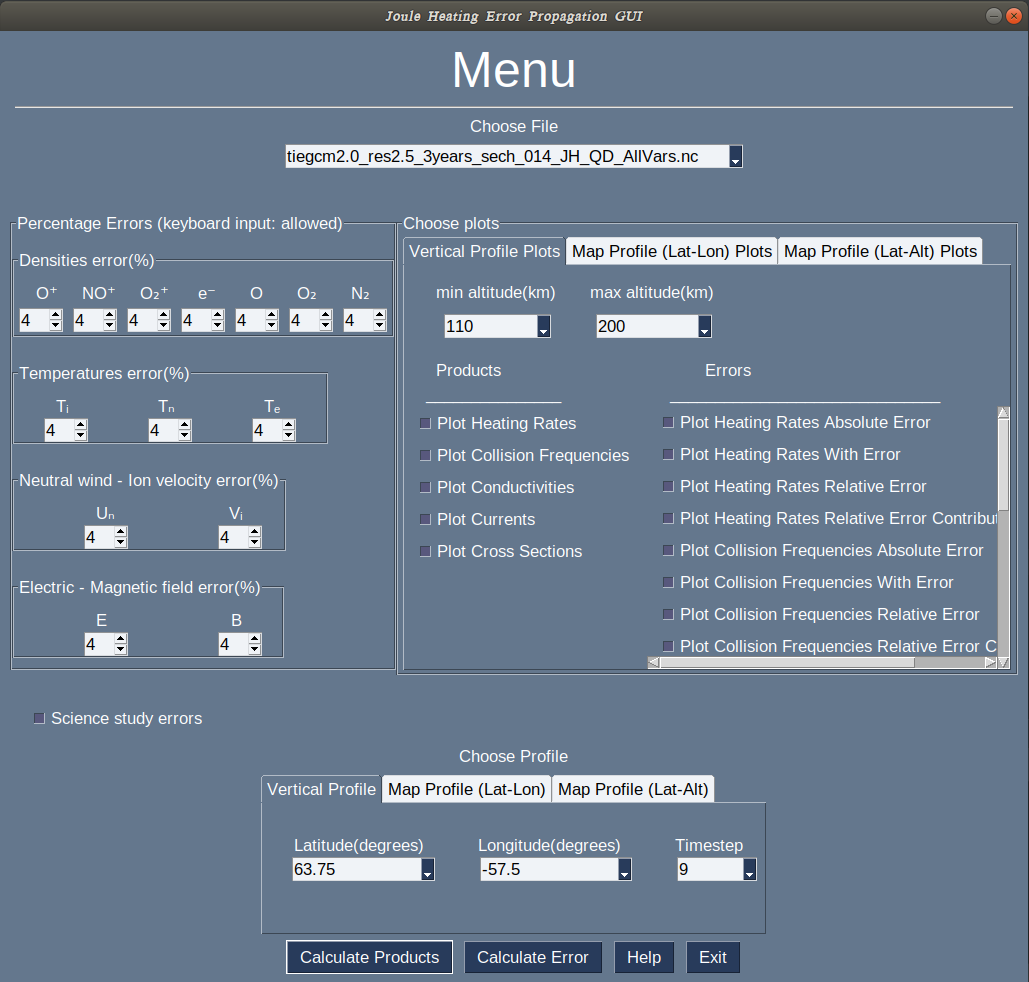 Joule Heating Error Propagation GUI
Menu
Choose File
tiegcm2.0_res2.5_3years_sech_014_JH_QD_AllVars.nc
Percentage Errors (keyboard input: allowed)
Densities error(%)
O⁺ NO⁺ O₂⁺ e⁻ O O₂ N₂
4 4 4 4 4 4 4
Temperatures error(%)
Tᵢ Tₙ Tₑ
4 4 4
Neutral wind - Ion velocity error(%)
Uₙ Vᵢ
4 4
Electric - Magnetic field error(%)
E B
4 4
Choose plots
Vertical Profile Plots Map Profile (Lat-Lon) Plots Map Profile (Lat-Alt) Plots
min altitude(km) max altitude(km)
110 200
Products
Plot Heating Rates
Plot Collision Frequencies
Plot Conductivities
Plot Currents
Plot Cross Sections
Errors
Plot Heating Rates Absolute Error
Plot Heating Rates With Error
Plot Heating Rates Relative Error
Plot Heating Rates Relative Error Contribut
Plot Collision Frequencies Absolute Error
Plot Collision Frequencies With Error
Plot Collision Frequencies Relative Error
Plot Collision Frequencies Relative Error C
Science study errors
Choose Profile
Vertical Profile Map Profile (Lat-Lon) Map Profile (Lat-Alt)
Latitude(degrees) Longitude(degrees) Timestep
63.75 -57.5 9
Calculate Products Calculate Error Help Exit